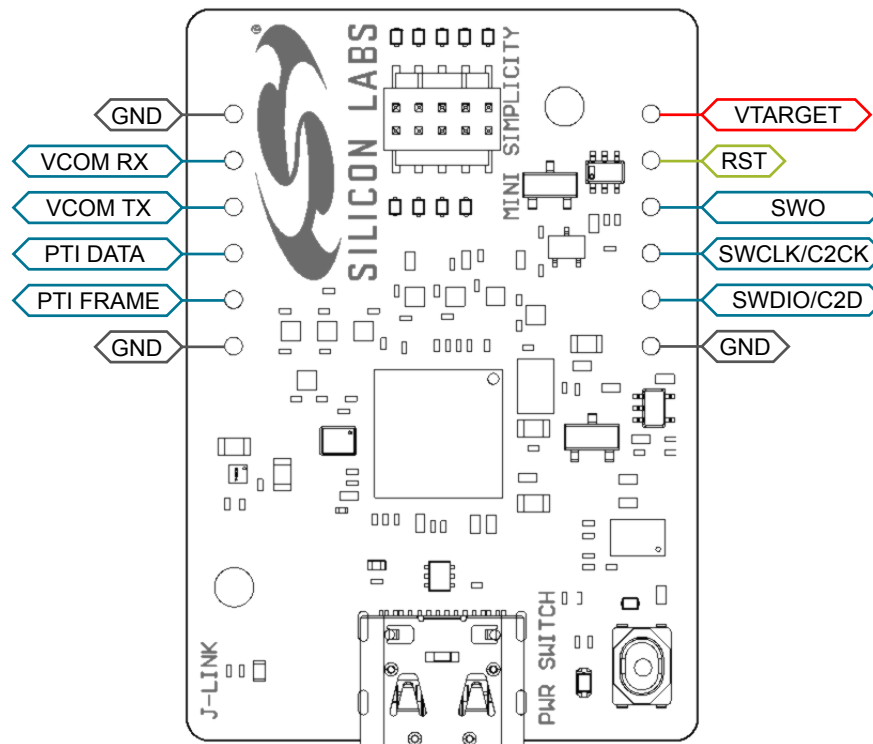 SILICON LABS
MINI SIMPLICITY
GND
VCOM RX
VCOM TX
PTI DATA
PTI FRAME
GND
VTARGET
RST
SWO
SWCLK/C2CK
SWDIO/C2D
GND
J-LINK
PWR SWITCH